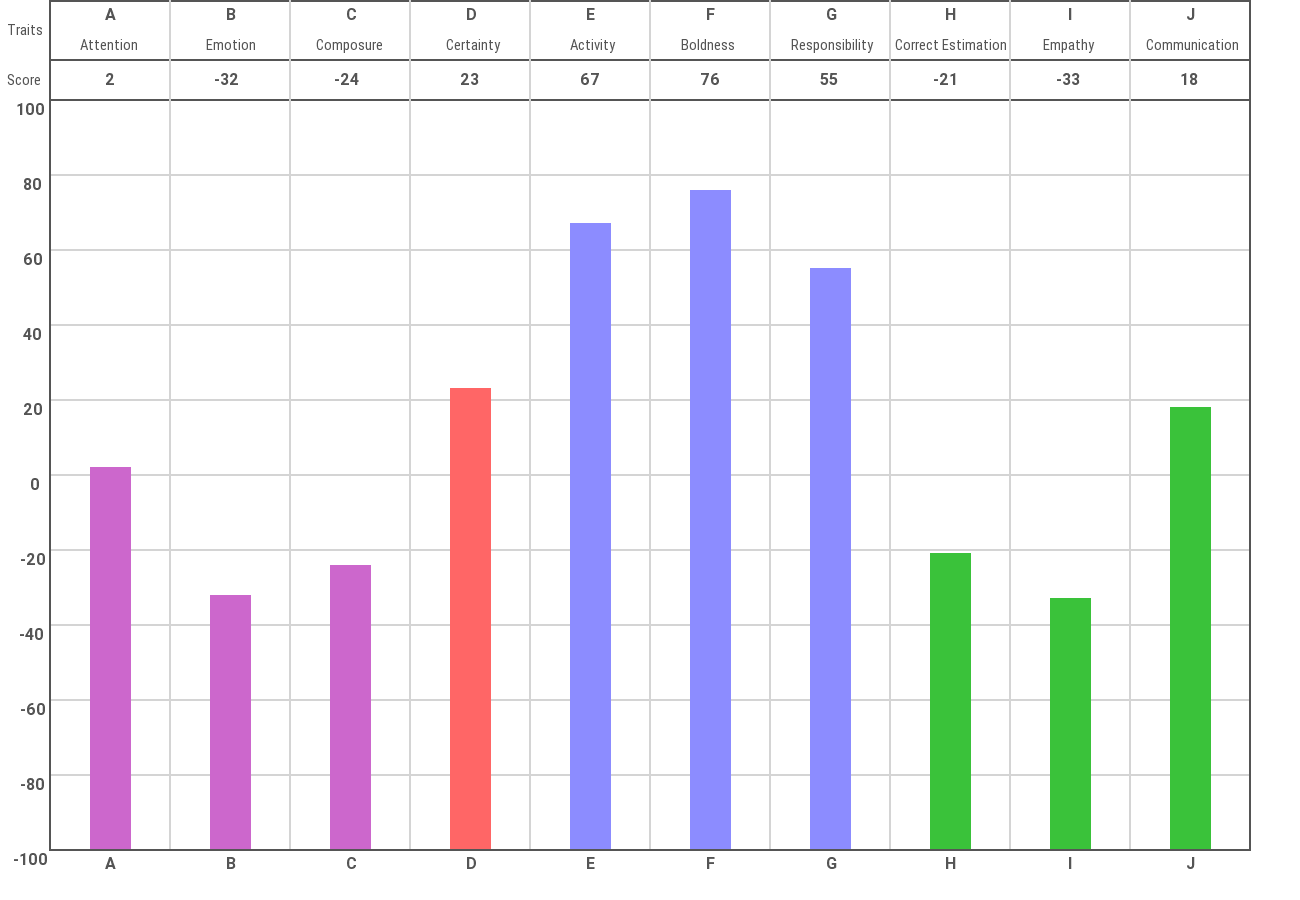 Traits
A B C D E F G H I J
Attention Emotion Composure Certainty Activity Boldness Responsibility Correct Estimation Empathy Communication
Score 2 -32 -24 23 67 76 55 -21 -33 18
100
80
60
40
20
0
-20
-40
-60
-80
-100
A B C D E F G H I J